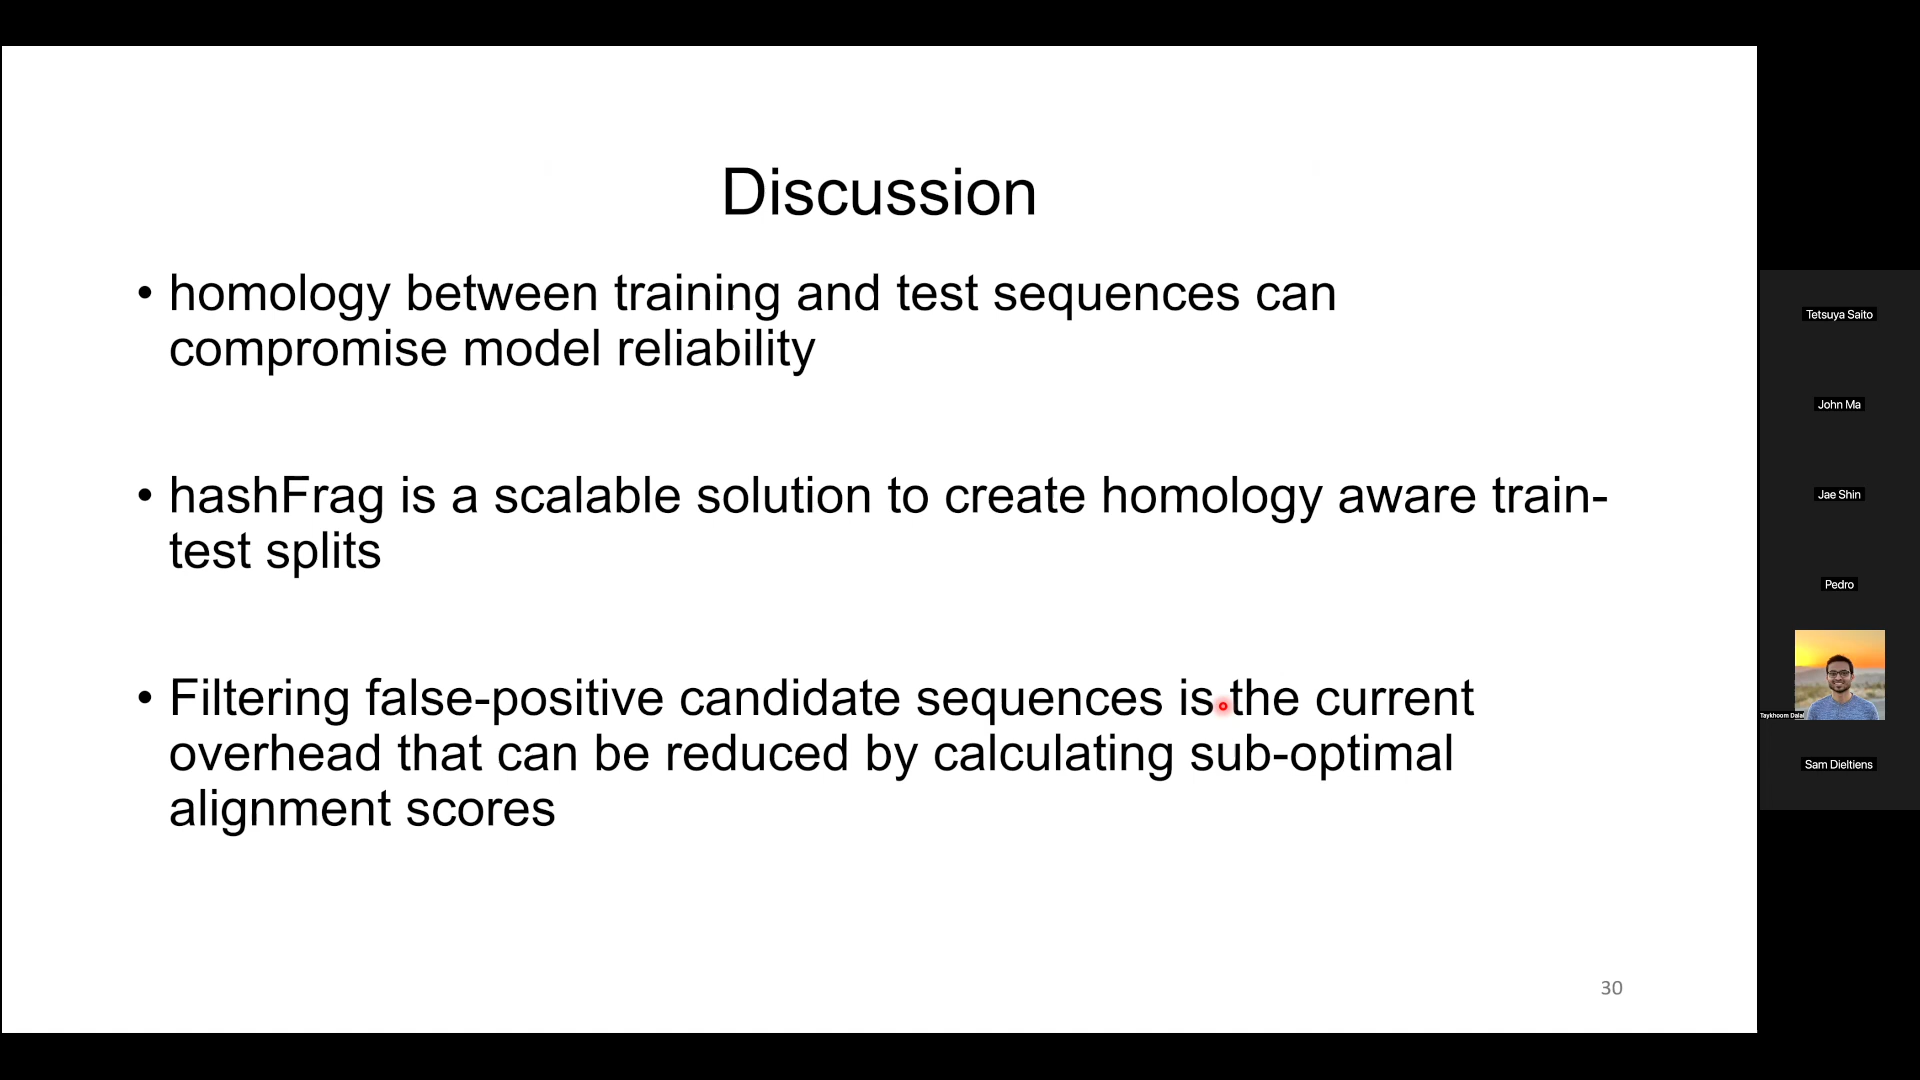 Discussion
• homology between training and test sequences can
compromise model reliability
• hashFrag is a scalable solution to create homology aware train-
test splits
• Filtering false-positive candidate sequences is the current
overhead that can be reduced by calculating sub-optimal
alignment scores
30
Tetsuya Saito
John Ma
Jae Shin
Pedro
Taykhoom Dalal
Sam Dieltiens